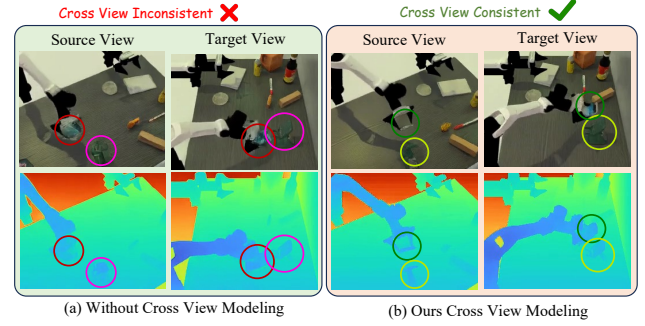 Cross View Inconsistent
Cross View Consistent
Source View
Target View
Source View
Target View
(a) Without Cross View Modeling
(b) Ours Cross View Modeling